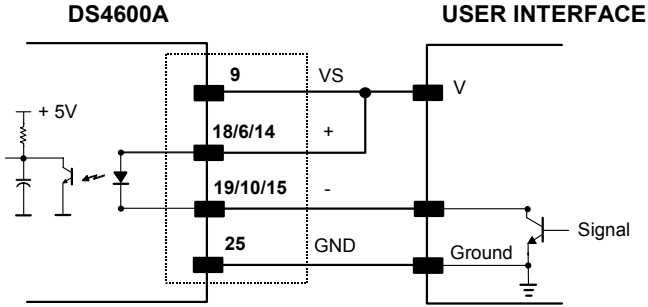 DS4600A
USER INTERFACE
9
VS
V
+ 5V
18/6/14
+
19/10/15
-
Signal
25
GND
Ground